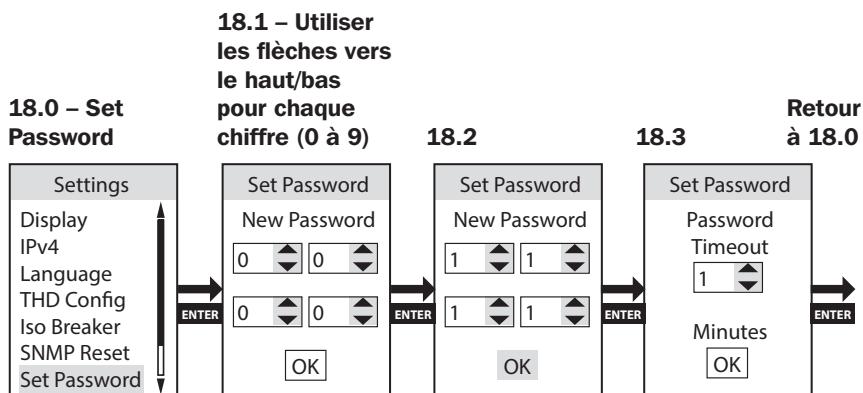 18.0 – Set
Password
18.1 – Utiliser
les flèches vers
le haut/bas
pour chaque
chiffre (0 à 9)
18.2
18.3
Retour
à 18.0
Settings
Display
IPv4
Language
THD Config
Iso Breaker
SNMP Reset
Set Password
ENTER
Set Password
New Password
0 0
0 0
OK
ENTER
Set Password
New Password
1 1
1 1
OK
ENTER
Set Password
Password
Timeout
1
Minutes
OK
ENTER